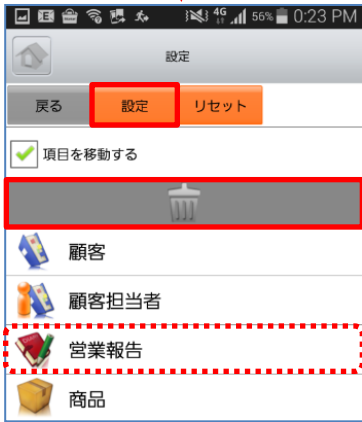 4G 56% 0:23 PM
設定
戻る 設定 リセット
項目を移動する
顧客
顧客担当者
営業報告
商品